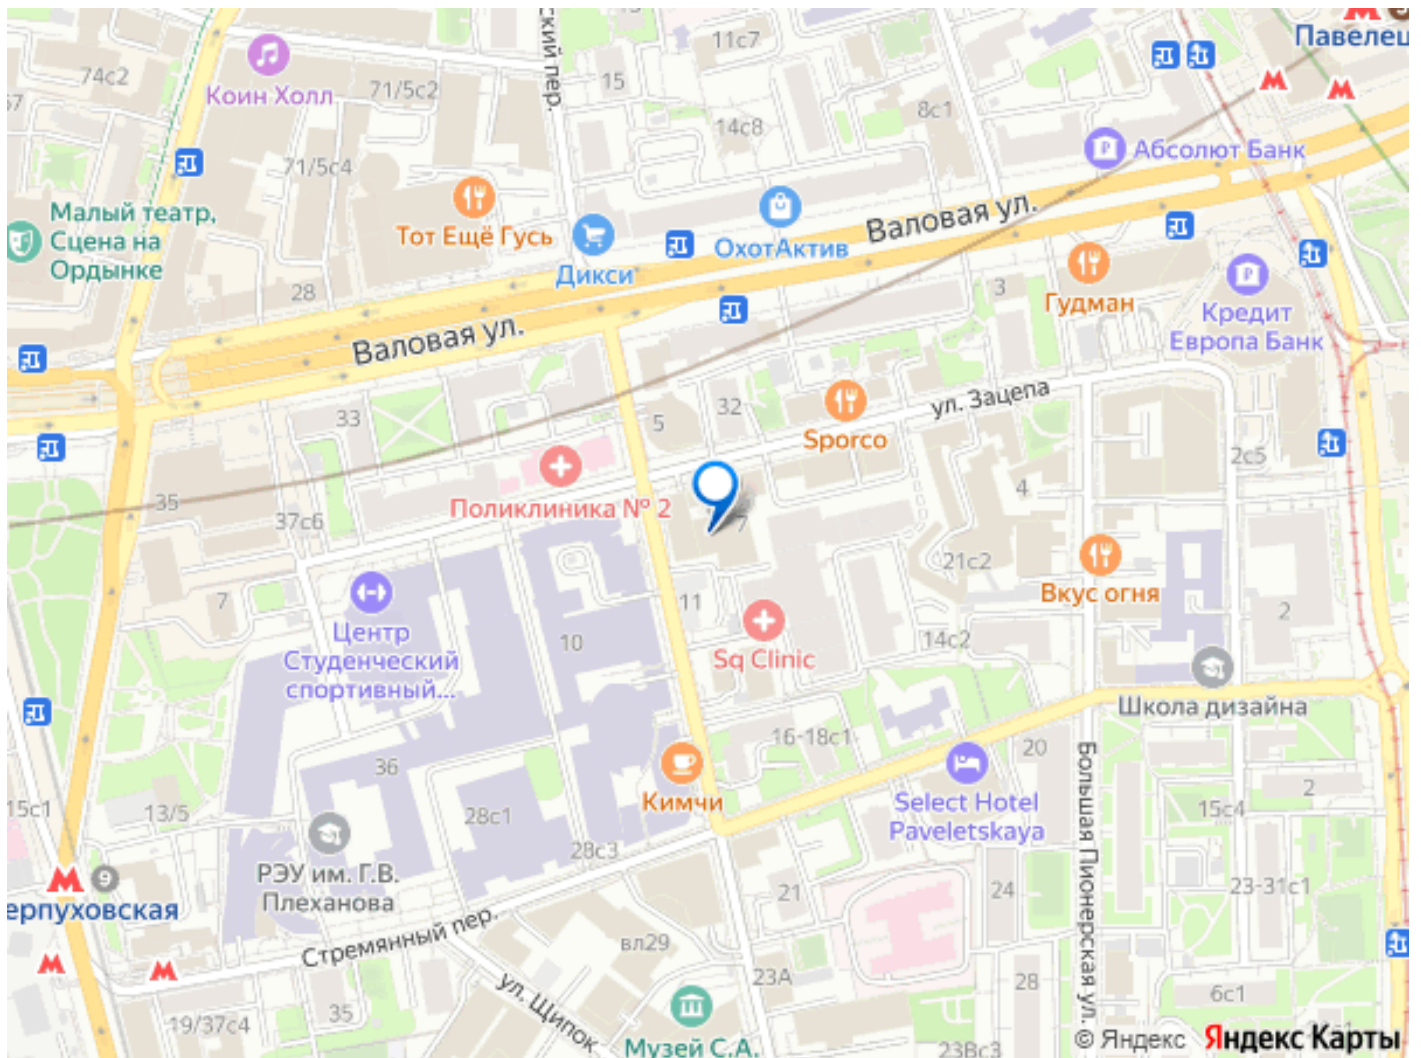 Павелец
11с7
ский пер.
74с2
15
Коин Холл
71/5с2
67
8с1
14с8
Абсолют Банк
71/5с4
Малый театр,
Сцена на
Ордынке
Валовая ул.
Тот Ещё Гусь
ОхотАктив
Дикси
28
3
Гудман
Кредит
Европа Банк
Валовая ул.
ул. Зацепа
32
33
5
Sporco
2с5
4
35
Поликлиника № 2
37с6
7
21с2
Вкус огня
7
11
2
Центр
Студенческий
спортивный...
10
14с2
Sq Clinic
Школа дизайна
16-18с1
20
36
Кимчи
Select Hotel
Paveletskaya
Большая Пионерская ул.
2
15с1
13/5
28с1
15с4
28с3
9
РЭУ им. Г.В.
Плеханова
21
24
23-31с1
ерпуховская
Стремянный пер.
вл29
23А
28
ул. Щипок
6с1
35
19/37с4
Музей С.А.
23Вс3
© Яндекс Яндекс Карты